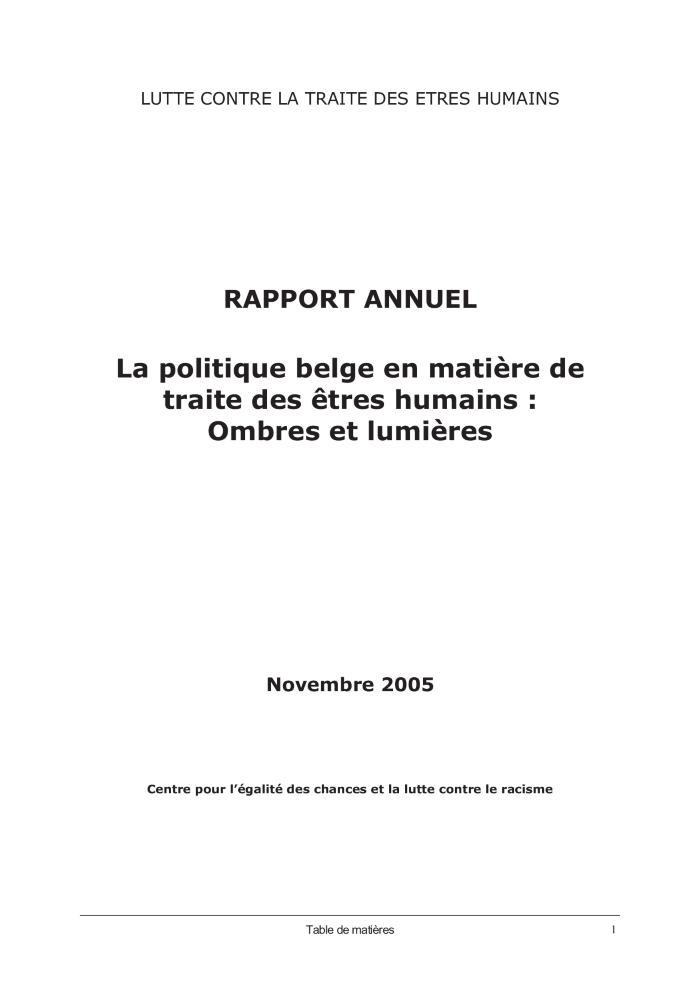 LUTTE CONTRE LA TRAITE DES ETRES HUMAINS
RAPPORT ANNUEL
La politique belge en matière de
traite des êtres humains :
Ombres et lumières
Novembre 2005
Centre pour l’égalité des chances et la lutte contre le racisme
Table de matières 1